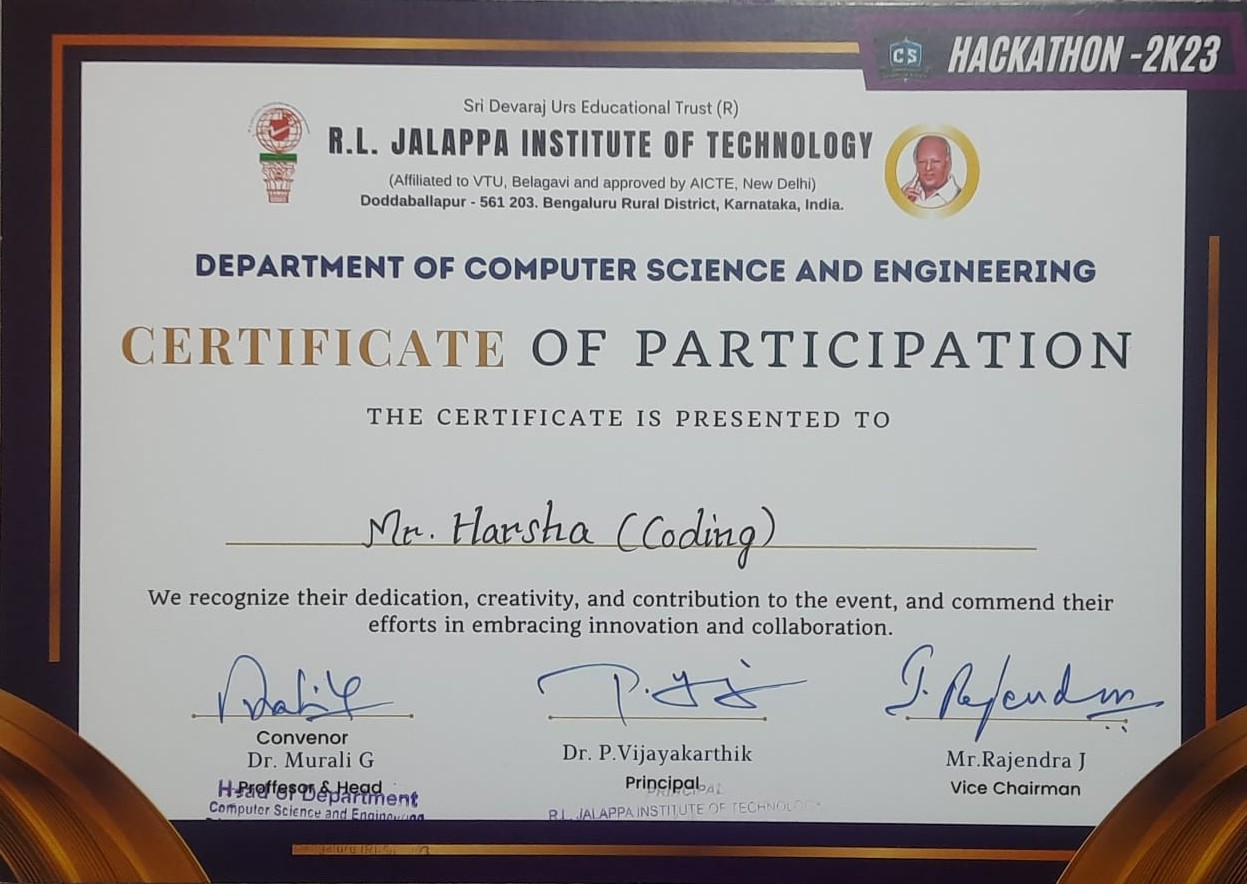 CS HACKATHON -2K23
Sri Devaraj Urs Educational Trust (R)
R.L. JALAPPA INSTITUTE OF TECHNOLOGY
(Affiliated to VTU, Belagavi and approved by AICTE, New Delhi)
Doddaballapur - 561 203. Bengaluru Rural District, Karnataka, India.
DEPARTMENT OF COMPUTER SCIENCE AND ENGINEERING
CERTIFICATE OF PARTICIPATION
THE CERTIFICATE IS PRESENTED TO
Mr. Harsha (Coding)
We recognize their dedication, creativity, and contribution to the event, and commend their
efforts in embracing innovation and collaboration.
Convenor
Dr. Murali G
Proffesor & Head
Head of Department
Computer Science and Engineering
Dr. P.Vijayakarthik
Principal
PRINCIPAL
R.L. JALAPPA INSTITUTE OF TECHNOLOGY
J. Rajendra
Mr.Rajendra J
Vice Chairman